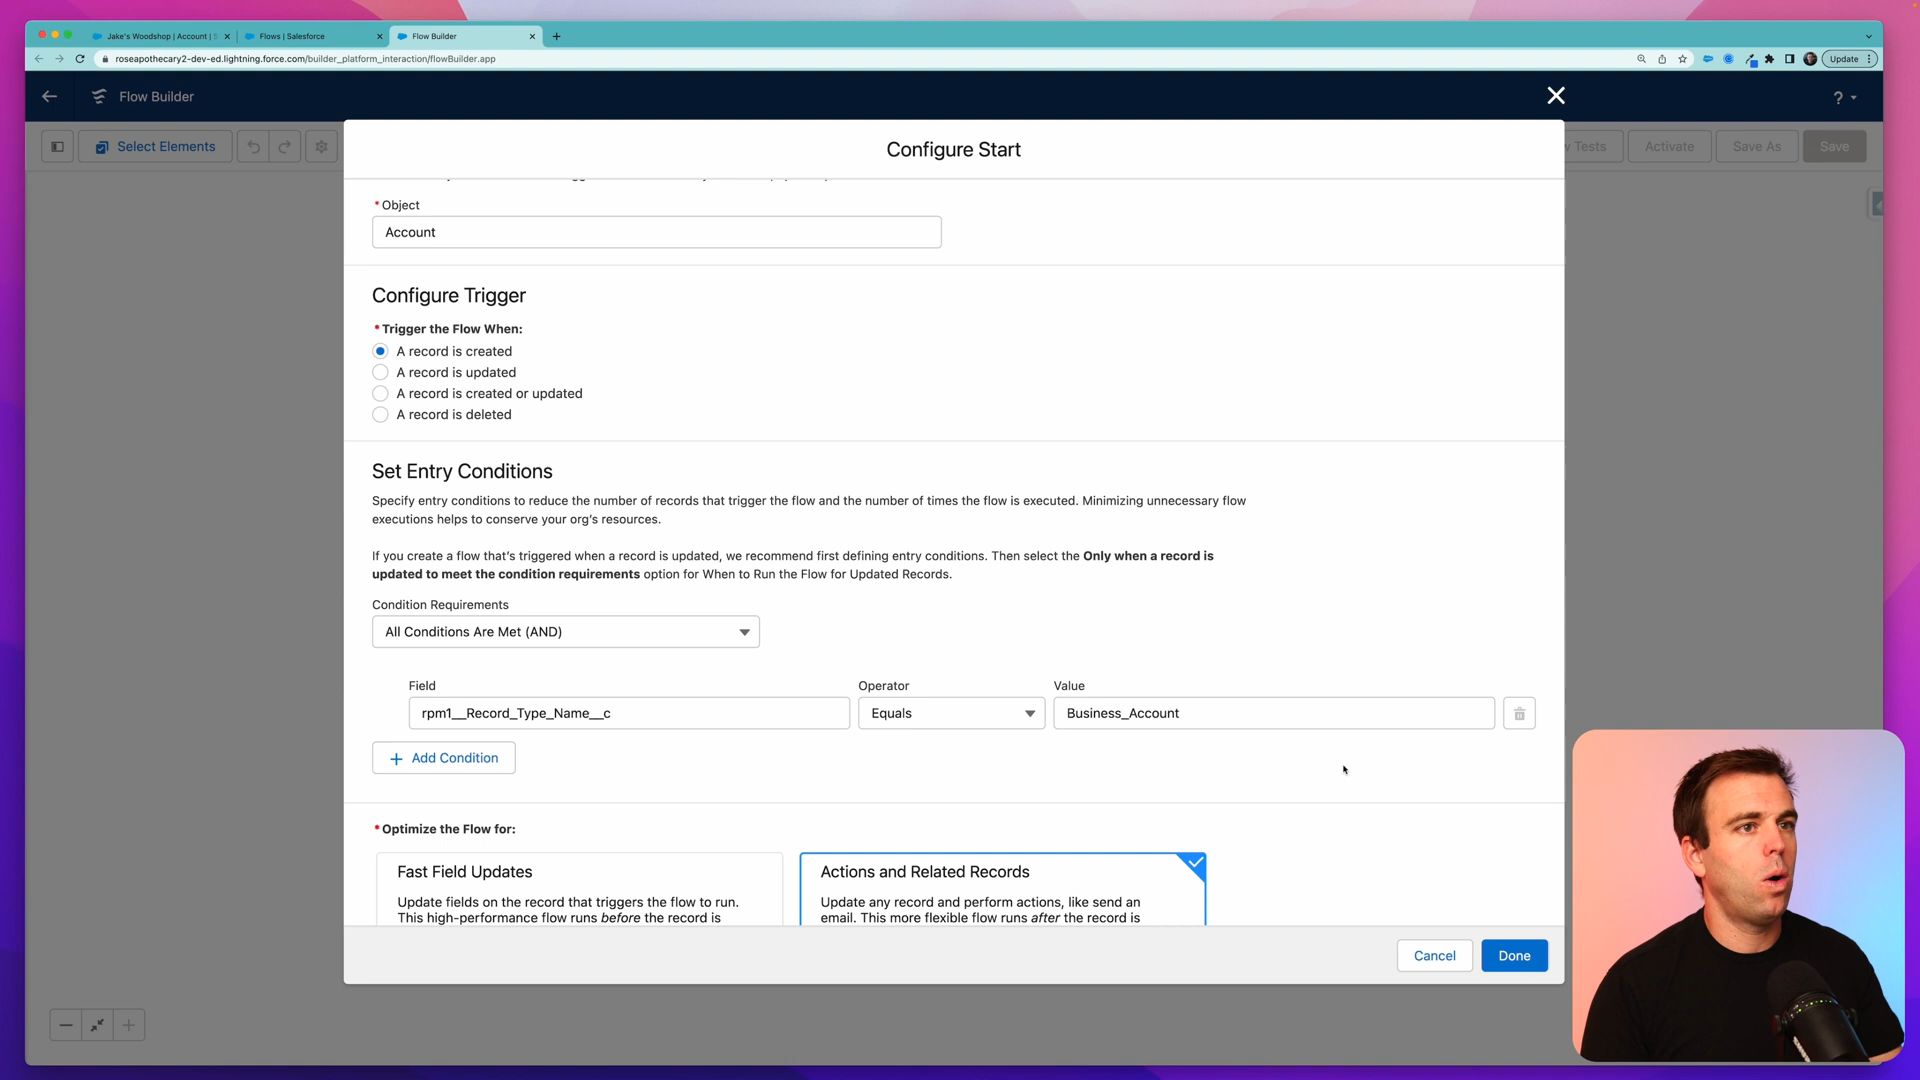 Jake's Woodshop | Account | S
Flows | Salesforce
Flow Builder
roseapothecary2-dev-ed.lightning.force.com/builder_platform_interaction/flowBuilder.app
Update
Flow Builder
?
Select Elements
Tests
Activate
Save As
Save
Configure Start
* Object
Account
Configure Trigger
* Trigger the Flow When:
A record is created
A record is updated
A record is created or updated
A record is deleted
Set Entry Conditions
Specify entry conditions to reduce the number of records that trigger the flow and the number of times the flow is executed. Minimizing unnecessary flow
executions helps to conserve your org's resources.
If you create a flow that's triggered when a record is updated, we recommend first defining entry conditions. Then select the Only when a record is
updated to meet the condition requirements option for When to Run the Flow for Updated Records.
Condition Requirements
All Conditions Are Met (AND)
Field
Operator
Value
rpm1__Record_Type_Name__c
Equals
Business_Account
+ Add Condition
* Optimize the Flow for:
Fast Field Updates
Update fields on the record that triggers the flow to run.
This high-performance flow runs before the record is
Actions and Related Records
Update any record and perform actions, like send an
email. This more flexible flow runs after the record is
Cancel
Done